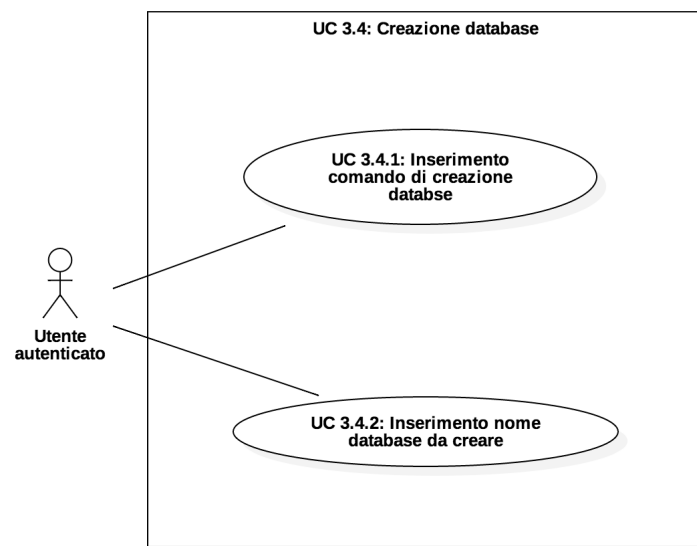 UC 3.4: Creazione database
UC 3.4.1: Inserimento
comando di creazione
databse
Utente
autenticato
UC 3.4.2: Inserimento nome
database da creare